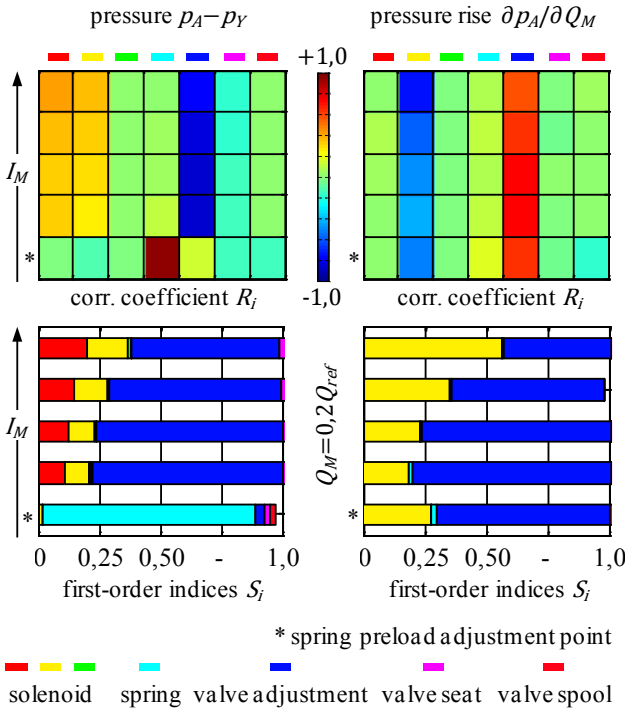 pressure p_A−p_Y
pressure rise ∂p_A/∂Q_M
+1,0
I_M
*
*
-1,0
corr. coefficient R_i
corr. coefficient R_i
I_M
Q_M=0,2Q_ref
*
*
0 0,25 0,50 - 1,0
0 0,25 0,50 - 1,0
first-order indices S_i
first-order indices S_i
* spring preload adjustment point
solenoid spring valve adjustment valve seat valve spool